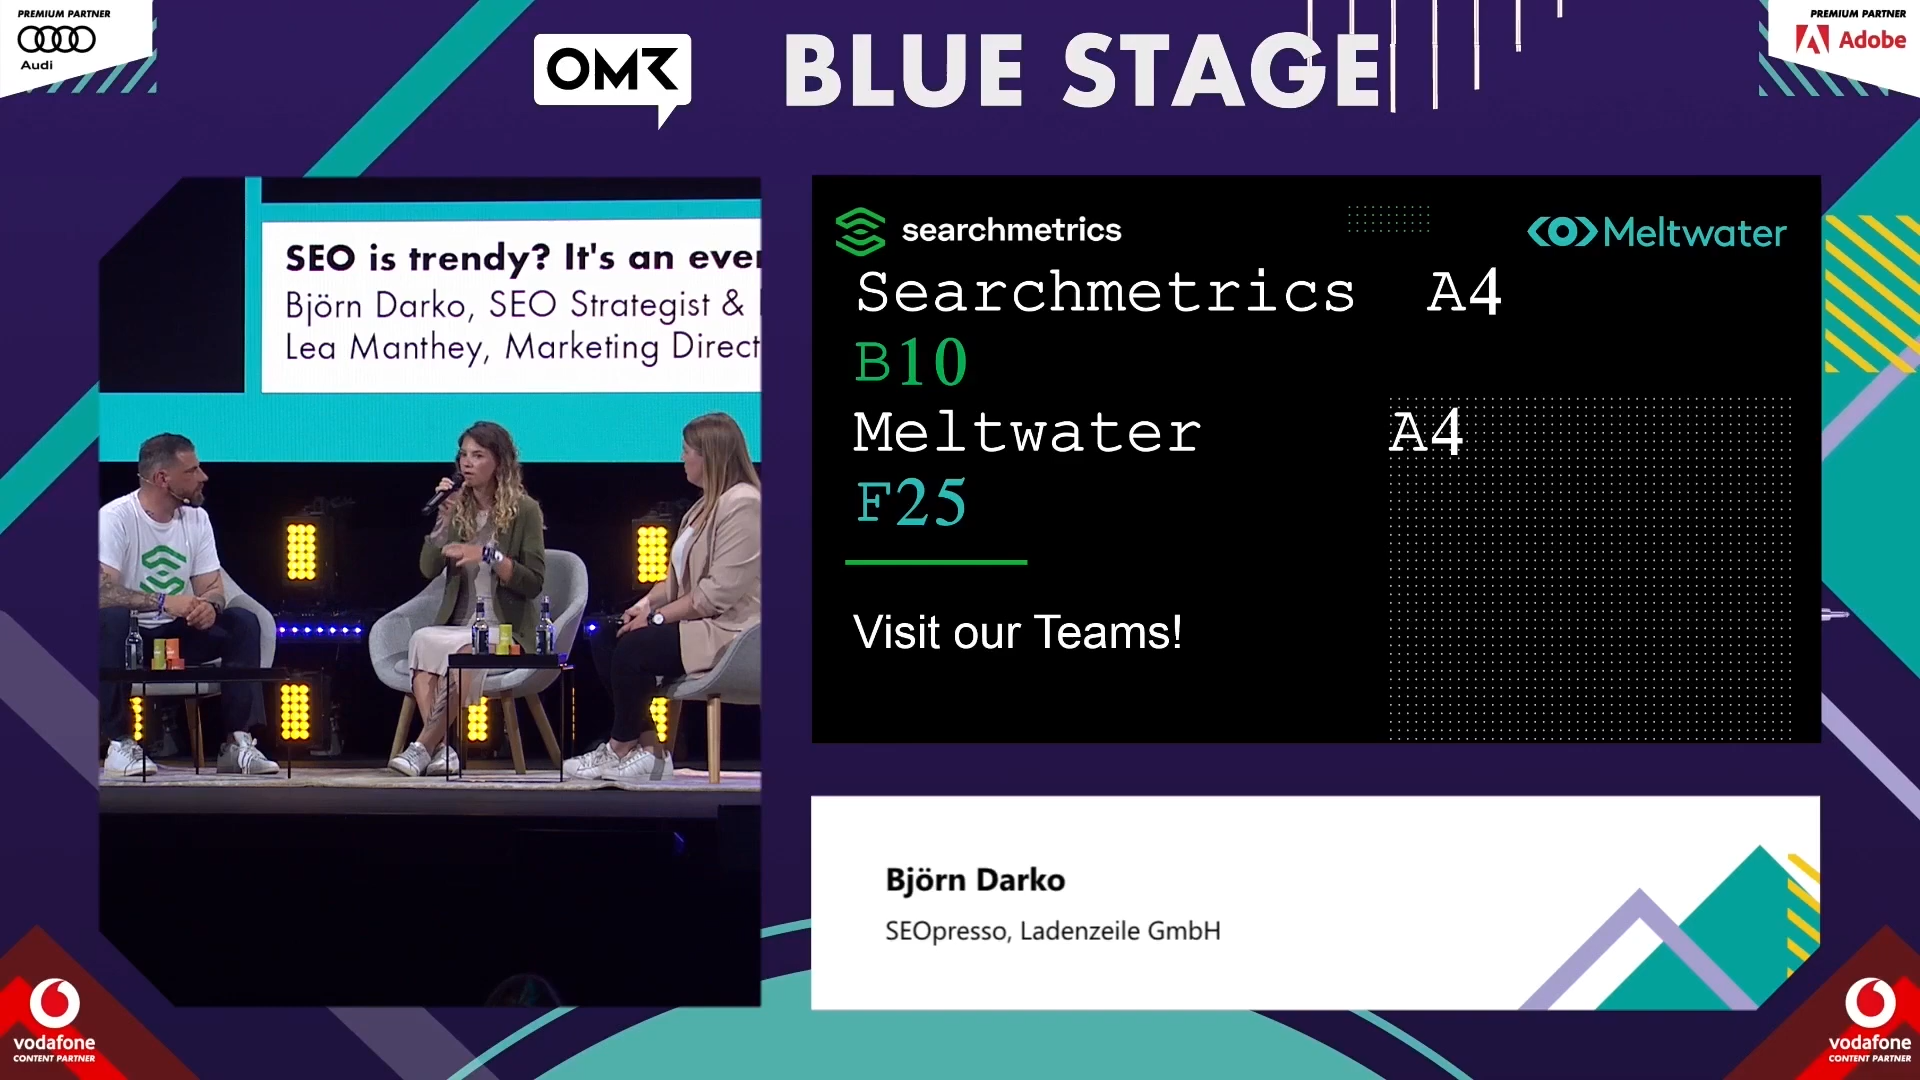 PREMIUM PARTNER
Audi
OMR
BLUE STAGE
PREMIUM PARTNER
Adobe
SEO is trendy? It's an
Björn Darko, SEO Strategist &
Lea Manthey, Marketing
searchmetrics
Meltwater
Searchmetrics A4
B10
Meltwater A4
F25
Visit our Teams!
Björn Darko
SEOpresso, Ladenzeile GmbH
vodafone
CONTENT PARTNER
vodafone
CONTENT PARTNER